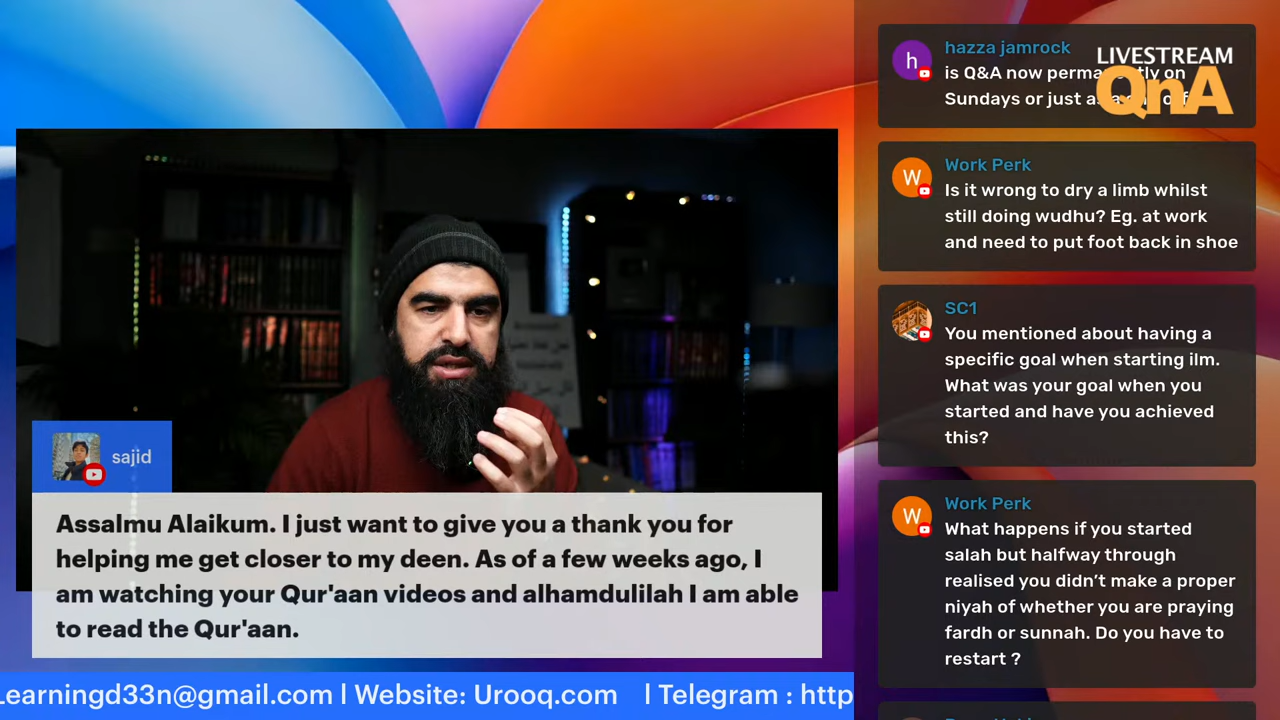 LIVESTREAM
QnA
hazza jamrock
is Q&A now on
Sundays or just
Work Perk
Is it wrong to dry a limb whilst
still doing wudhu? Eg. at work
and need to put foot back in shoe
SC1
You mentioned about having a
specific goal when starting ilm.
What was your goal when you
started and have you achieved
this?
Work Perk
What happens if you started
salah but halfway through
realised you didn’t make a proper
niyah of whether you are praying
fardh or sunnah. Do you have to
restart ?
sajid
Assalmu Alaikum. I just want to give you a thank you for
helping me get closer to my deen. As of a few weeks ago, I
am watching your Qur'aan videos and alhamdulilah I am able
to read the Qur'aan.
Learningd33n@gmail.com | Website: Urooq.com | Telegram : http